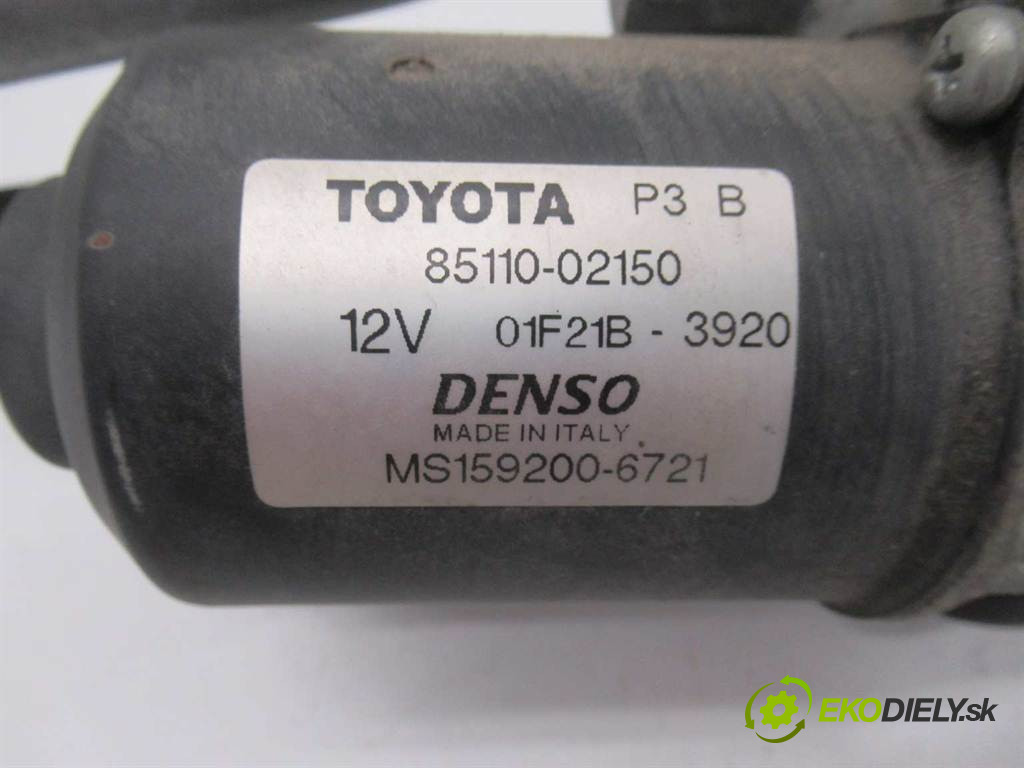 TOYOTA P3 B
85110-02150
12V 01F21B - 3920
DENSO
MADE IN ITALY
MS159200-6721
EKODIELY.sk